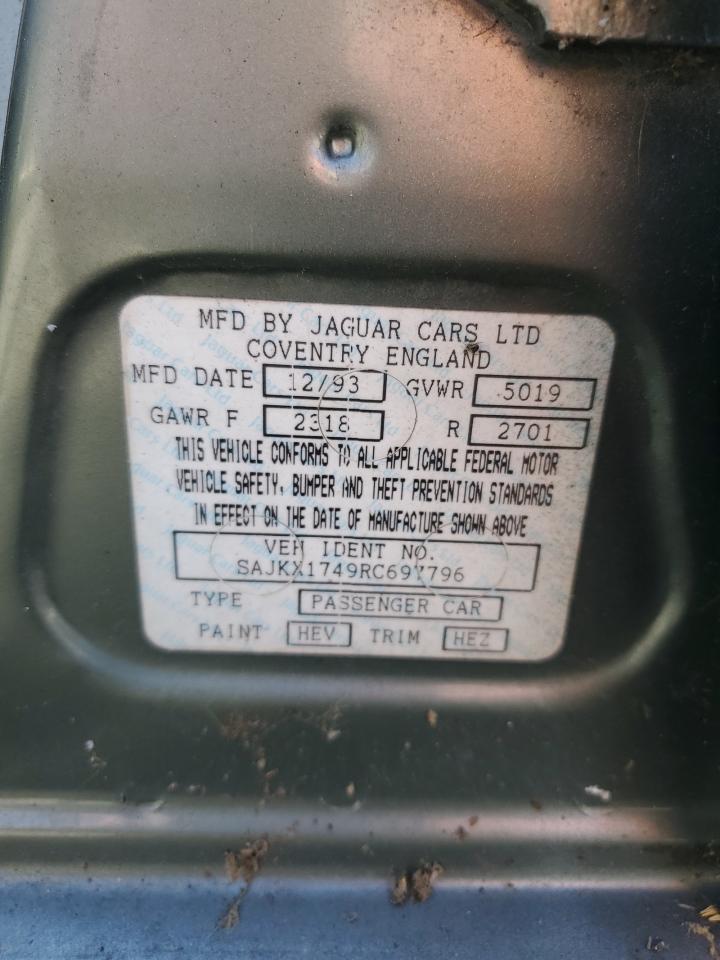 MFD BY JAGUAR CARS LTD
COVENTRY ENGLAND
MFD DATE 12/93 GVWR 5019
GAWR F 2318 R 2701
THIS VEHICLE CONFORMS TO ALL APPLICABLE FEDERAL MOTOR
VEHICLE SAFETY, BUMPER AND THEFT PREVENTION STANDARDS
IN EFFECT ON THE DATE OF MANUFACTURE SHOWN ABOVE
VEH IDENT NO.
SAJKX1749RC697796
TYPE PASSENGER CAR
PAINT HEV TRIM HEZ